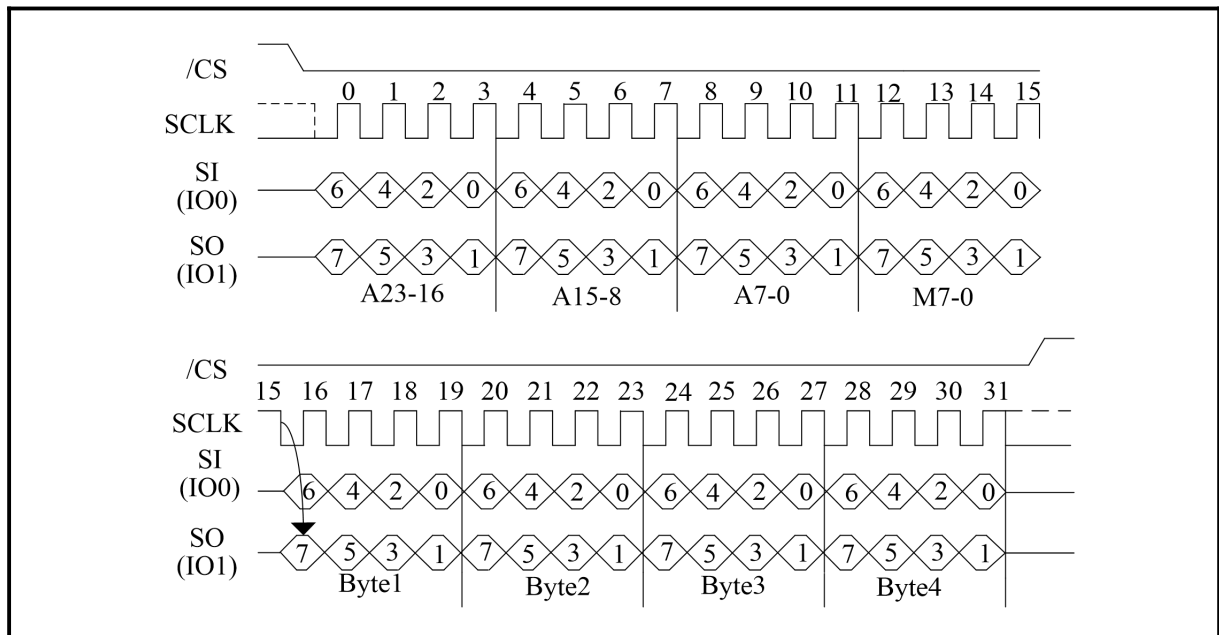 /CS
0 1 2 3 4 5 6 7 8 9 10 11 12 13 14 15
SCLK
SI
(IO0)
6 4 2 0 6 4 2 0 6 4 2 0 6 4 2 0
SO
(IO1)
7 5 3 1 7 5 3 1 7 5 3 1 7 5 3 1
A23-16 A15-8 A7-0 M7-0
/CS
15 16 17 18 19 20 21 22 23 24 25 26 27 28 29 30 31
SCLK
SI
(IO0)
6 4 2 0 6 4 2 0 6 4 2 0 6 4 2 0
SO
(IO1)
7 5 3 1 7 5 3 1 7 5 3 1 7 5 3 1
Byte1 Byte2 Byte3 Byte4